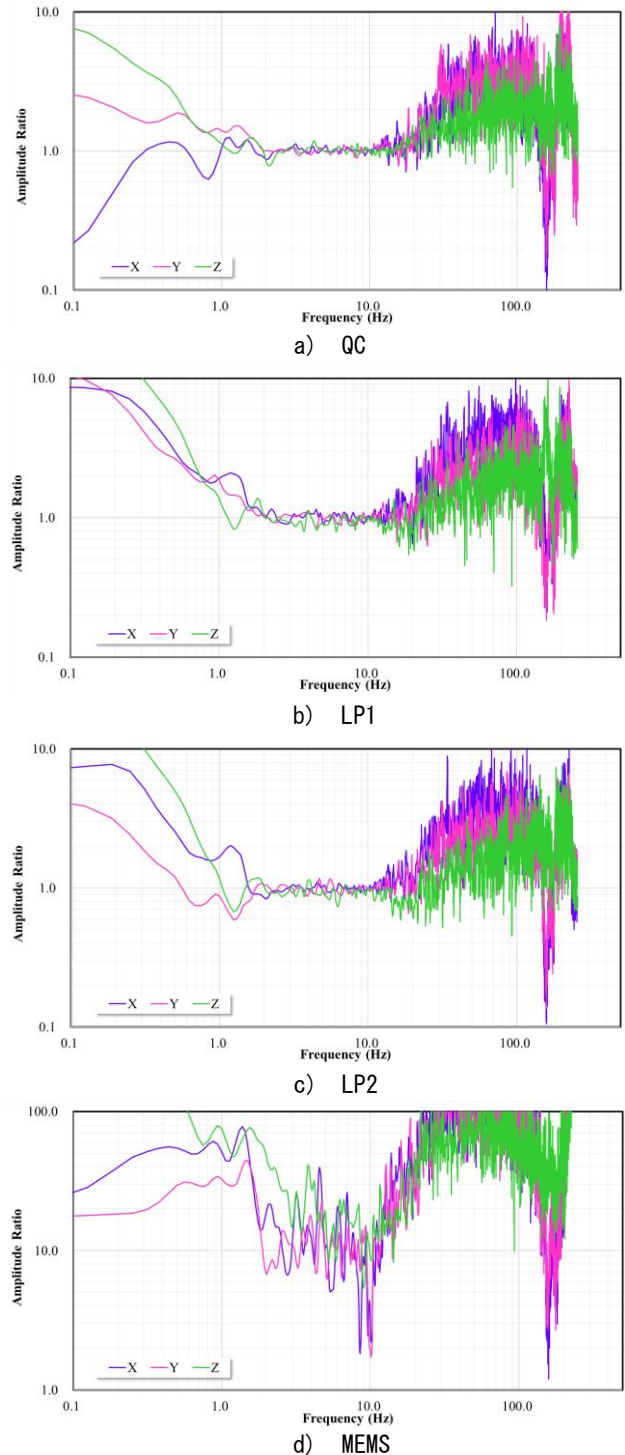 10.0
Amplitude Ratio
1.0
X Y Z
0.1
0.1 1.0 10.0 100.0
Frequency (Hz)
a) QC
10.0
Amplitude Ratio
1.0
X Y Z
0.1
0.1 1.0 10.0 100.0
Frequency (Hz)
b) LP1
10.0
Amplitude Ratio
1.0
X Y Z
0.1
0.1 1.0 10.0 100.0
Frequency (Hz)
c) LP2
100.0
Amplitude Ratio
10.0
X Y Z
1.0
0.1 1.0 10.0 100.0
Frequency (Hz)
d) MEMS